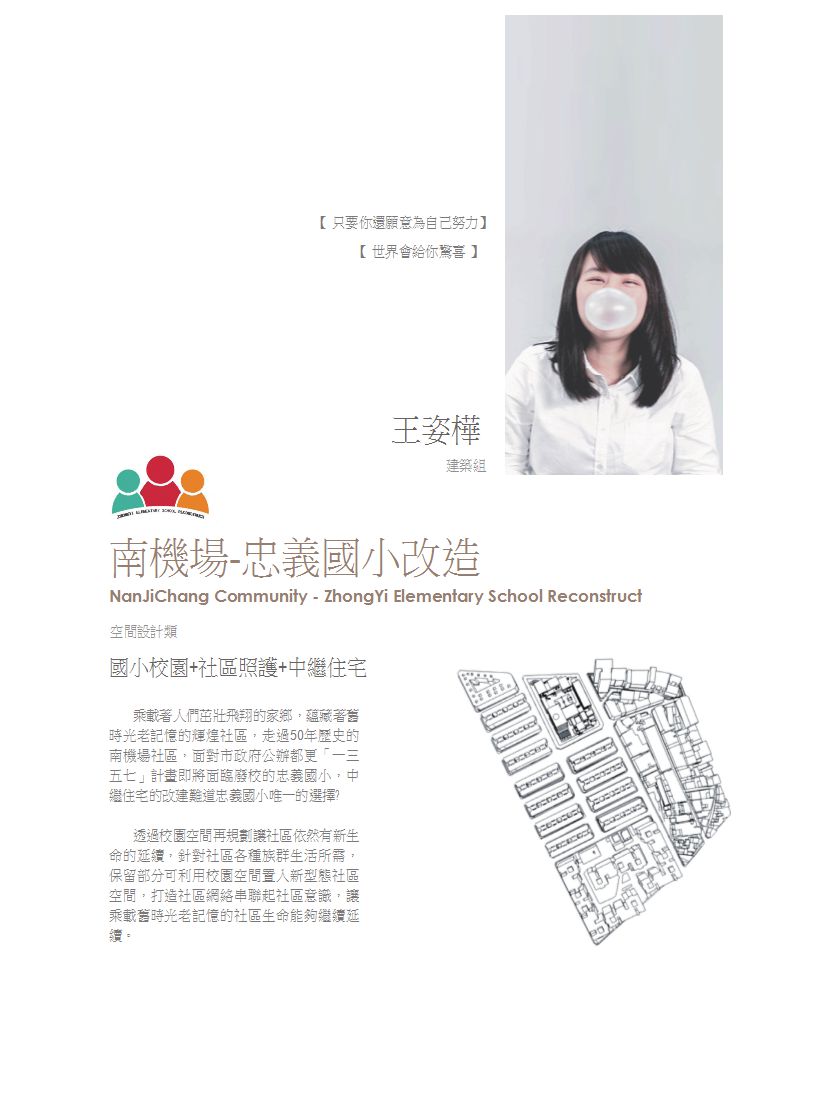 【 只要你還願意為自己努力】
【 世界會給你驚喜 】
王姿樺
建築組
ZHONGYI ELEMENTARY SCHOOL RECONSTRUCT
南機場-忠義國小改造
NanJiChang Community - ZhongYi Elementary School Reconstruct
空間設計類
國小校園+社區照護+中繼住宅
乘載著人們茁壯飛翔的家鄉，蘊藏著舊
時光老記憶的輝煌社區，走過50年歷史的
南機場社區，面對市政府公辦都更「一三
五七」計畫即將面臨廢校的忠義國小，中
繼住宅的改建難道忠義國小唯一的選擇?
透過校園空間再規劃讓社區依然有新生
命的延續，針對社區各種族群生活所需，
保留部分可利用校園空間置入新型態社區
空間，打造社區網絡串聯起社區意識，讓
乘載舊時光老記憶的社區生命能夠繼續延
續。